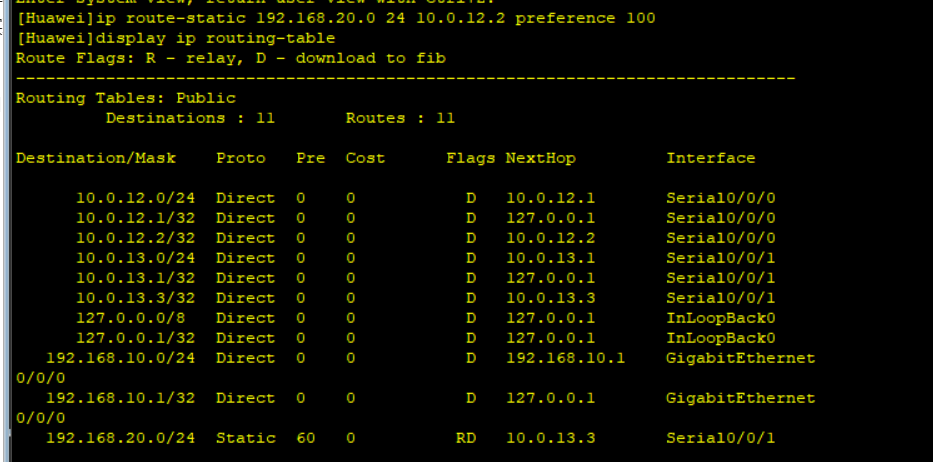 [Huawei]ip route-static 192.168.20.0 24 10.0.12.2 preference 100
[Huawei]display ip routing-table
Route Flags: R - relay, D - download to fib
------------------------------------------------------------------------------
Routing Tables: Public
         Destinations : 11       Routes : 11

Destination/Mask    Proto   Pre  Cost      Flags NextHop         Interface

      10.0.12.0/24  Direct  0    0           D   10.0.12.1       Serial0/0/0
      10.0.12.1/32  Direct  0    0           D   127.0.0.1       Serial0/0/0
      10.0.12.2/32  Direct  0    0           D   10.0.12.2       Serial0/0/0
      10.0.13.0/24  Direct  0    0           D   10.0.13.1       Serial0/0/1
      10.0.13.1/32  Direct  0    0           D   127.0.0.1       Serial0/0/1
      10.0.13.3/32  Direct  0    0           D   10.0.13.3       Serial0/0/1
      127.0.0.0/8   Direct  0    0           D   127.0.0.1       InLoopBack0
      127.0.0.1/32  Direct  0    0           D   127.0.0.1       InLoopBack0
   192.168.10.0/24  Direct  0    0           D   192.168.10.1    GigabitEthernet
0/0/0
   192.168.10.1/32  Direct  0    0           D   127.0.0.1       GigabitEthernet
0/0/0
   192.168.20.0/24  Static  60   0          RD   10.0.13.3       Serial0/0/1